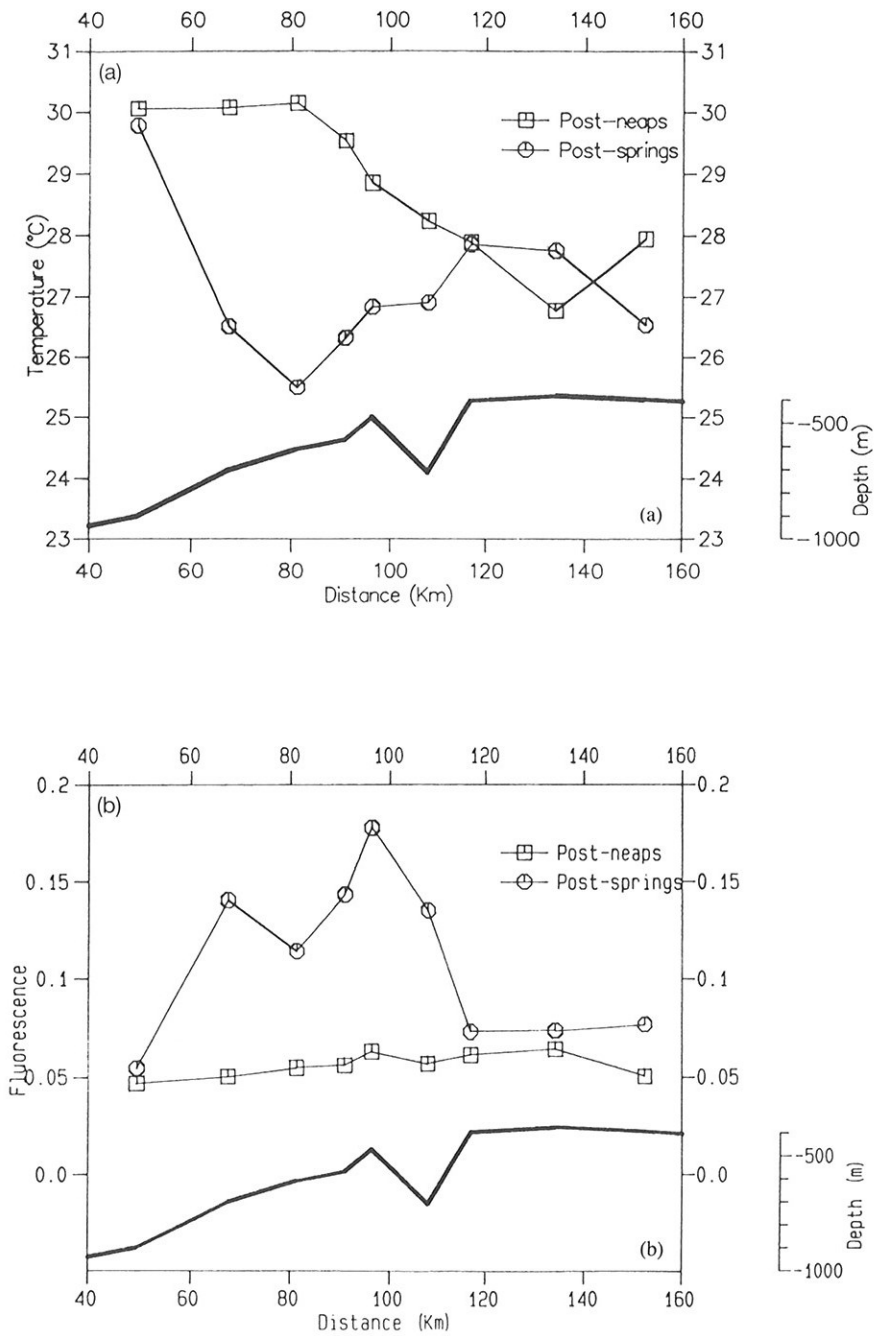 40 60 80 100 120 140 160
31 31
(a)
30 30
Post-neaps
Post-springs
29 29
28 28
Temperature (°C)
27 27
26 26
25 25
-500
24 24
Depth (m)
(a)
23 23
-1000
40 60 80 100 120 140 160
Distance (Km)
40 60 80 100 120 140 160
0.2 0.2
(b)
Post-neaps
Post-springs
0.15 0.15
0.1 0.1
Fluorescence
0.05 0.05
-500
0.0 0.0
Depth (m)
(b)
-1000
40 60 80 100 120 140 160
Distance (Km)